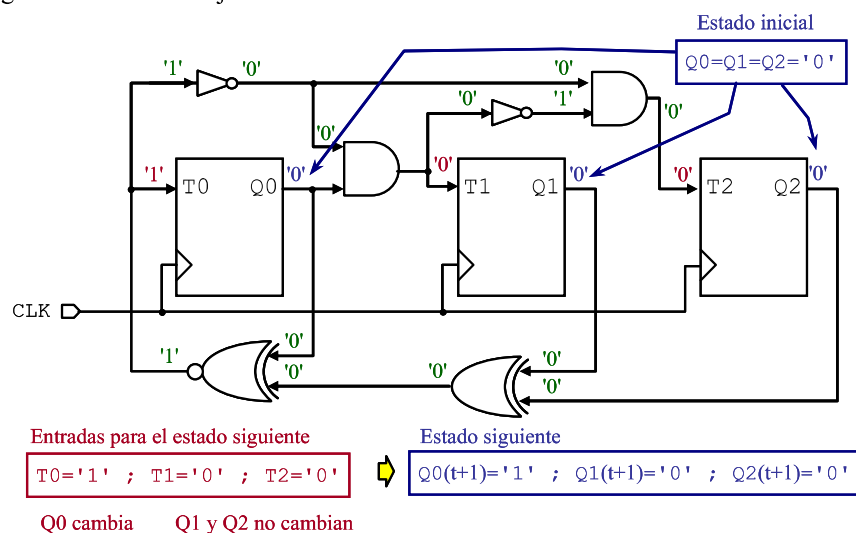 Estado inicial
Q0=Q1=Q2='0'
'1' '0' '0'
'0' '1' '0'
'0'
'1' T0 Q0 '0' '0' T1 Q1 '0' '0' T2 Q2 '0'
CLK
'1' '0' '0' '0' '0' '0'
Entradas para el estado siguiente
T0='1' ; T1='0' ; T2='0'
Estado siguiente
Q0(t+1)='1' ; Q1(t+1)='0' ; Q2(t+1)='0'
Q0 cambia Q1 y Q2 no cambian